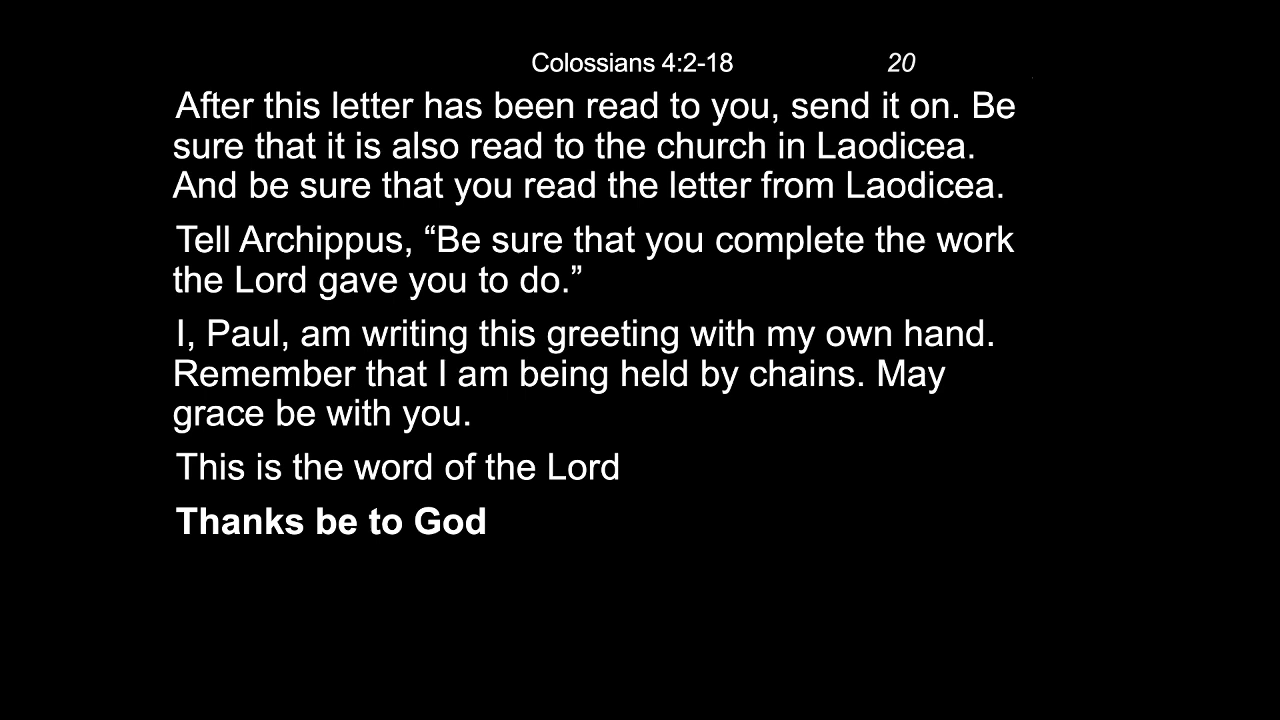 Colossians 4:2-18 20
After this letter has been read to you, send it on. Be
sure that it is also read to the church in Laodicea.
And be sure that you read the letter from Laodicea.
Tell Archippus, “Be sure that you complete the work
the Lord gave you to do.”
I, Paul, am writing this greeting with my own hand.
Remember that I am being held by chains. May
grace be with you.
This is the word of the Lord
Thanks be to God